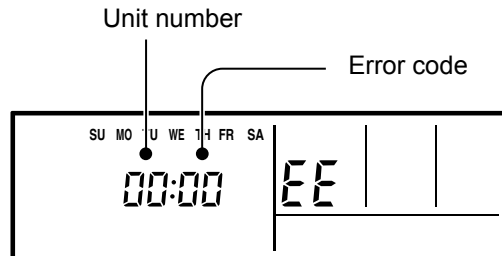 Unit number
Error code
SU MO TU WE TH FR SA
00:00
EE